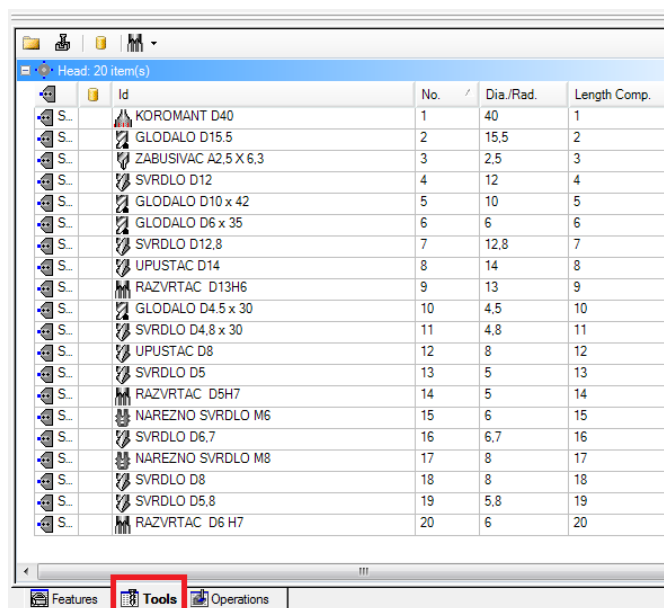 Head: 20 item(s)
Id No. Dia./Rad. Length Comp.
S... KOROMANT D40 1 40 1
S... GLODALO D15.5 2 15,5 2
S... ZABUSIVAC A2,5 X 6,3 3 2,5 3
S... SVRDLO D12 4 12 4
S... GLODALO D10 x 42 5 10 5
S... GLODALO D6 x 35 6 6 6
S... SVRDLO D12,8 7 12,8 7
S... UPUSTAC D14 8 14 8
S... RAZVRTAC D13H6 9 13 9
S... GLODALO D4.5 x 30 10 4,5 10
S... SVRDLO D4,8 x 30 11 4,8 11
S... UPUSTAC D8 12 8 12
S... SVRDLO D5 13 5 13
S... RAZVRTAC D5H7 14 5 14
S... NAREZNO SVRDLO M6 15 6 15
S... SVRDLO D6,7 16 6,7 16
S... NAREZNO SVRDLO M8 17 8 17
S... SVRDLO D8 18 8 18
S... SVRDLO D5,8 19 5,8 19
S... RAZVRTAC D6 H7 20 6 20
Features Tools Operations